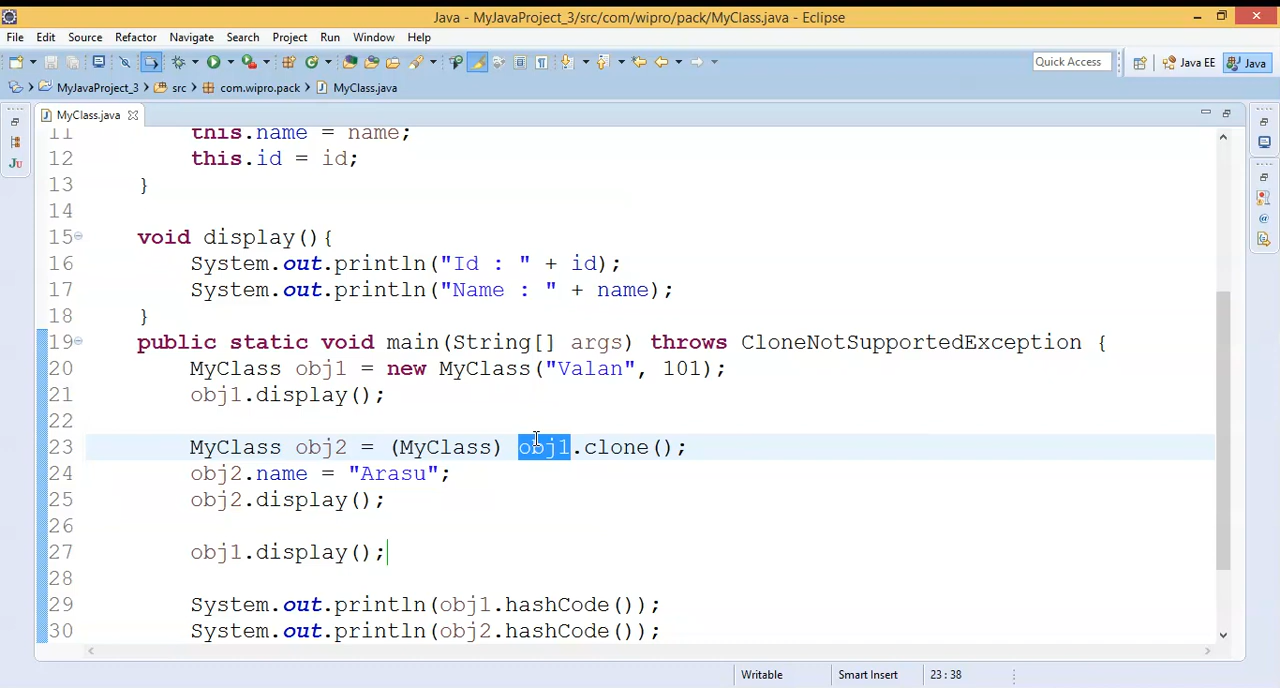 Java - MyJavaProject_3/src/com/wipro/pack/MyClass.java - Eclipse
File Edit Source Refactor Navigate Search Project Run Window Help
Quick Access Java EE Java
MyJavaProject_3 src com.wipro.pack MyClass.java
MyClass.java
11 this.name = name;
12 this.id = id;
13 }
14
15 void display(){
16 System.out.println("Id : " + id);
17 System.out.println("Name : " + name);
18 }
19 public static void main(String[] args) throws CloneNotSupportedException {
20 MyClass obj1 = new MyClass("Valan", 101);
21 obj1.display();
22
23 MyClass obj2 = (MyClass) obj1.clone();
24 obj2.name = "Arasu";
25 obj2.display();
26
27 obj1.display();
28
29 System.out.println(obj1.hashCode());
30 System.out.println(obj2.hashCode());
Writable Smart Insert 23 : 38